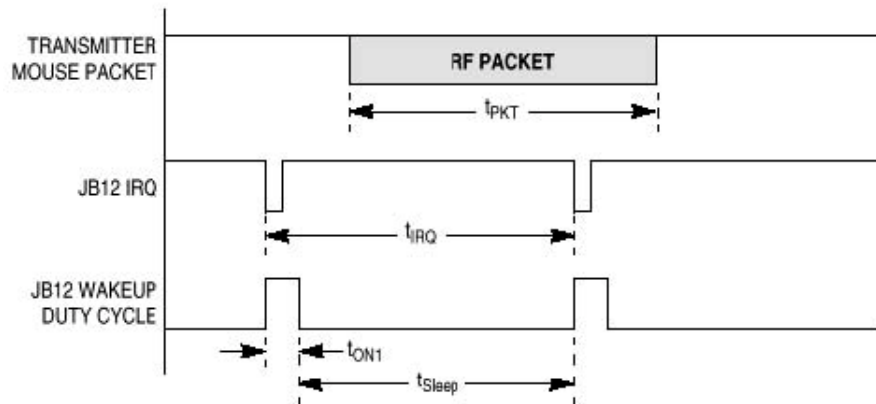 TRANSMITTER
MOUSE PACKET
RF PACKET
tPKT
JB12 IRQ
tIRQ
JB12 WAKEUP
DUTY CYCLE
tON1
tSleep